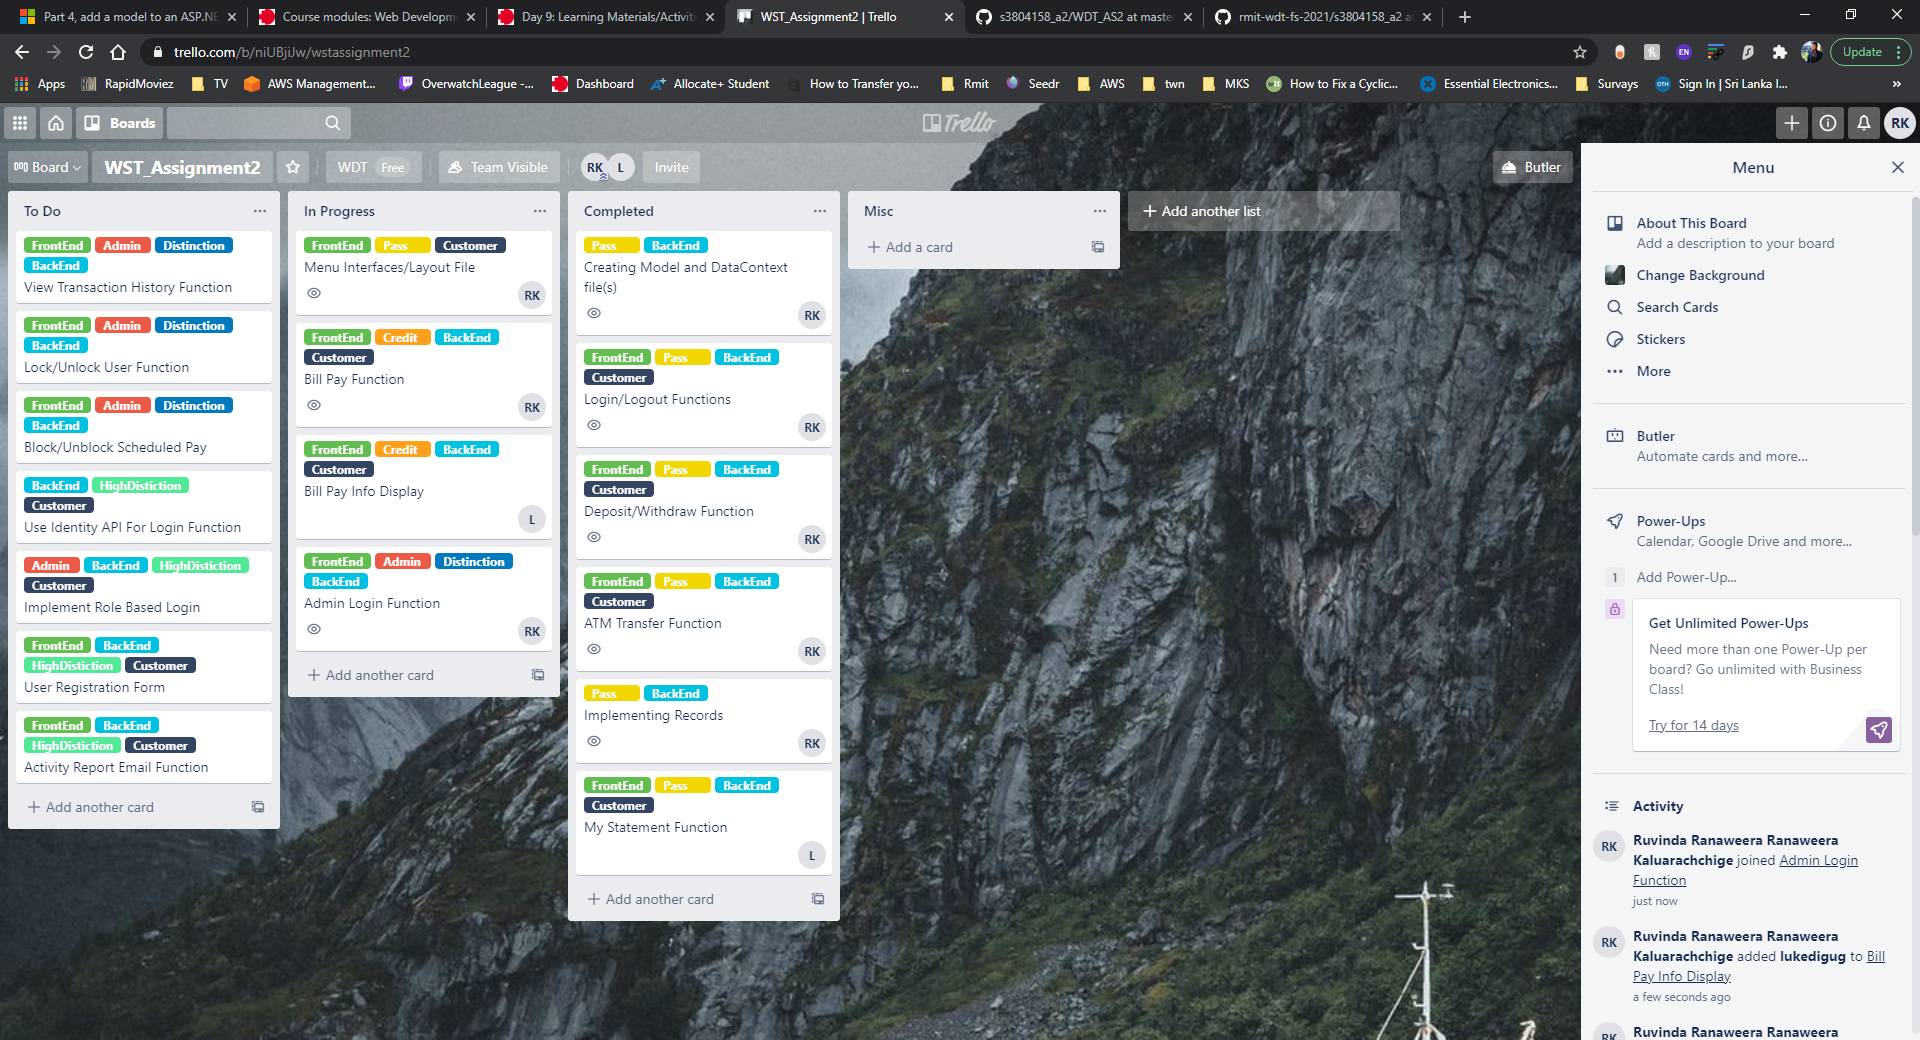 Part 4, add a model to an ASP.NE
Course modules: Web Developm
Day 9: Learning Materials/Activiti
WST_Assignment2 | Trello
s3804158_a2/WDT_AS2 at maste
rmit-wdt-fs-2021/s3804158_a2 a
trello.com/b/niUBjiJw/wstassignment2
EN
Update
Apps
RapidMoviez
TV
AWS Management...
OverwatchLeague -...
Dashboard
Allocate+ Student
How to Transfer yo...
Rmit
Seedr
AWS
twn
MKS
How to Fix a Cyclic...
Essential Electronics...
Survays
Sign In | Sri Lanka I...
Boards
Trello
RK
Board
WST_Assignment2
WDT Free
Team Visible
RK L
Invite
Butler
To Do
FrontEnd Admin Distinction
BackEnd
View Transaction History Function
FrontEnd Admin Distinction
BackEnd
Lock/Unlock User Function
FrontEnd Admin Distinction
BackEnd
Block/Unblock Scheduled Pay
BackEnd HighDistiction
Customer
Use Identity API For Login Function
Admin BackEnd HighDistiction
Customer
Implement Role Based Login
FrontEnd BackEnd
HighDistiction Customer
User Registration Form
FrontEnd BackEnd
HighDistiction Customer
Activity Report Email Function
+ Add another card
In Progress
FrontEnd Pass Customer
Menu Interfaces/Layout File
RK
FrontEnd Credit BackEnd
Customer
Bill Pay Function
RK
FrontEnd Credit BackEnd
Customer
Bill Pay Info Display
L
FrontEnd Admin Distinction
BackEnd
Admin Login Function
RK
+ Add another card
Completed
Pass BackEnd
Creating Model and DataContext
file(s)
RK
FrontEnd Pass BackEnd
Customer
Login/Logout Functions
RK
FrontEnd Pass BackEnd
Customer
Deposit/Withdraw Function
RK
FrontEnd Pass BackEnd
Customer
ATM Transfer Function
RK
Pass BackEnd
Implementing Records
RK
FrontEnd Pass BackEnd
Customer
My Statement Function
L
+ Add another card
Misc
+ Add a card
+ Add another list
Menu
About This Board
Add a description to your board
Change Background
Search Cards
Stickers
More
Butler
Automate cards and more...
Power-Ups
Calendar, Google Drive and more...
1 Add Power-Up...
Get Unlimited Power-Ups
Need more than one Power-Up per
board? Go unlimited with Business
Class!
Try for 14 days
Activity
RK
Ruvinda Ranaweera Ranaweera
Kaluarachchige joined Admin Login
Function
just now
RK
Ruvinda Ranaweera Ranaweera
Kaluarachchige added lukedigug to Bill
Pay Info Display
a few seconds ago
RK
Ruvinda Ranaweera Ranaweera